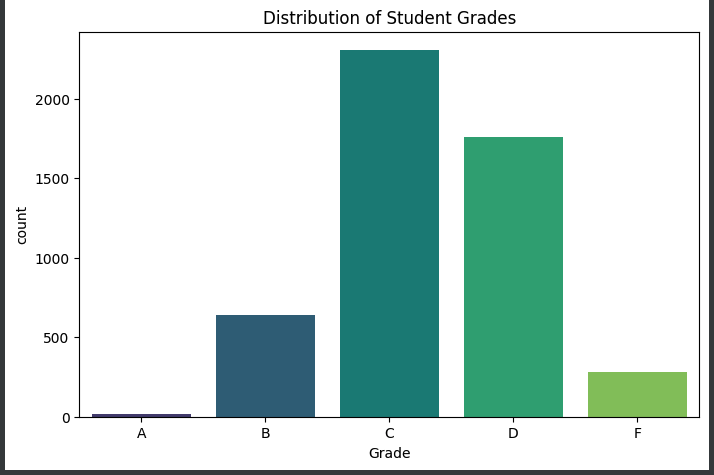 Distribution of Student Grades
count
2000
1500
1000
500
0
A B C D F
Grade